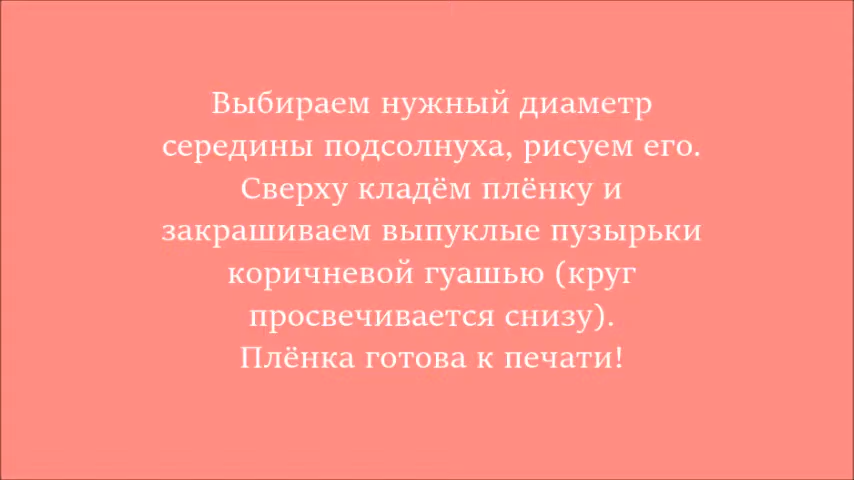 Выбираем нужный диаметр
середины подсолнуха, рисуем его.
Сверху кладём плёнку и
закрашиваем выпуклые пузырьки
коричневой гуашью (круг
просвечивается снизу).
Плёнка готова к печати!